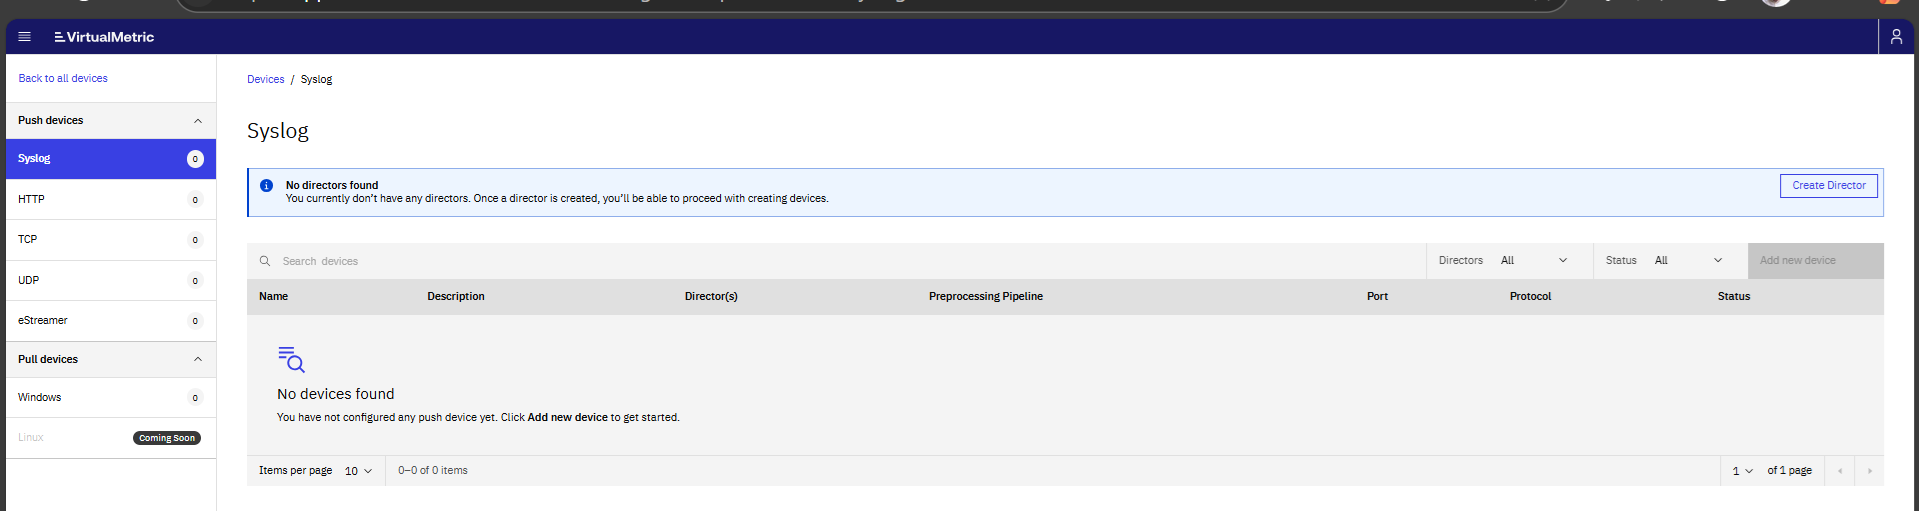 VirtualMetric
Back to all devices
Push devices
Syslog 0
HTTP 0
TCP 0
UDP 0
eStreamer 0
Pull devices
Windows 0
Linux Coming Soon
Devices / Syslog
Syslog
No directors found
You currently don't have any directors. Once a director is created, you'll be able to proceed with creating devices.
Create Director
Search devices
Directors All
Status All
Add new device
Name Description Director(s) Preprocessing Pipeline Port Protocol Status
No devices found
You have not configured any push device yet. Click Add new device to get started.
Items per page 10 0–0 of 0 items
1 of 1 page